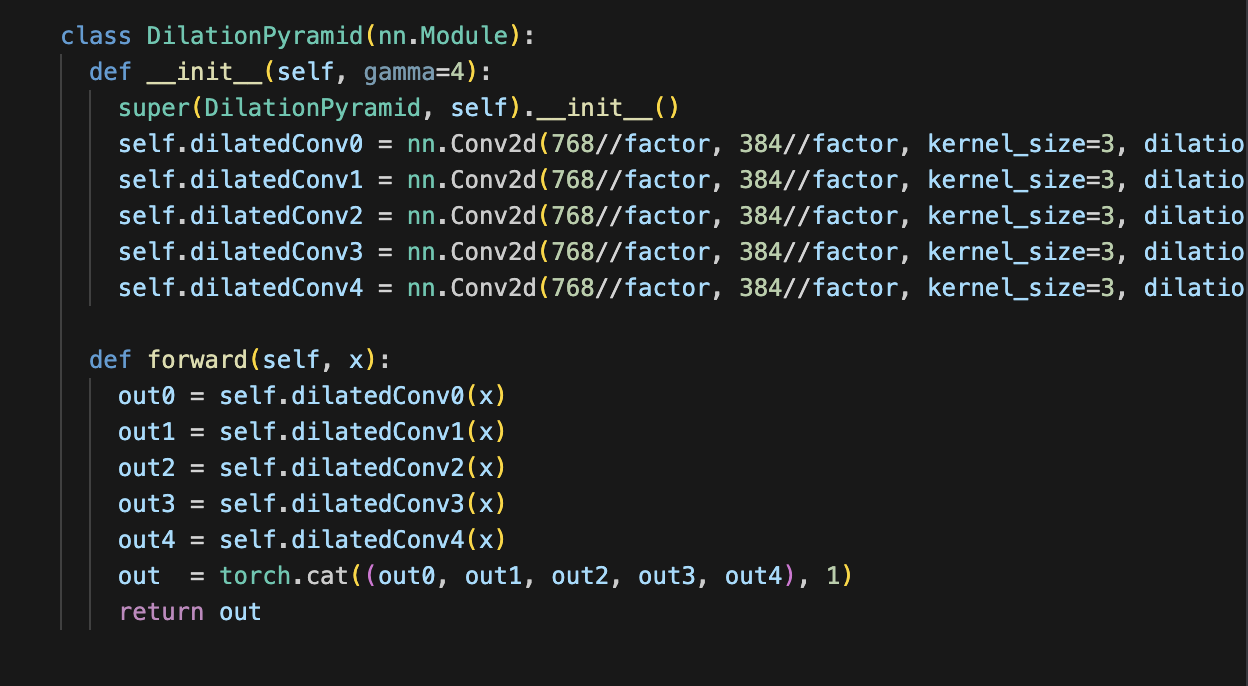 class DilationPyramid(nn.Module):
def __init__(self, gamma=4):
super(DilationPyramid, self).__init__()
self.dilatedConv0 = nn.Conv2d(768//factor, 384//factor, kernel_size=3, dilatio
self.dilatedConv1 = nn.Conv2d(768//factor, 384//factor, kernel_size=3, dilatio
self.dilatedConv2 = nn.Conv2d(768//factor, 384//factor, kernel_size=3, dilatio
self.dilatedConv3 = nn.Conv2d(768//factor, 384//factor, kernel_size=3, dilatio
self.dilatedConv4 = nn.Conv2d(768//factor, 384//factor, kernel_size=3, dilatio
def forward(self, x):
out0 = self.dilatedConv0(x)
out1 = self.dilatedConv1(x)
out2 = self.dilatedConv2(x)
out3 = self.dilatedConv3(x)
out4 = self.dilatedConv4(x)
out  = torch.cat((out0, out1, out2, out3, out4), 1)
return out